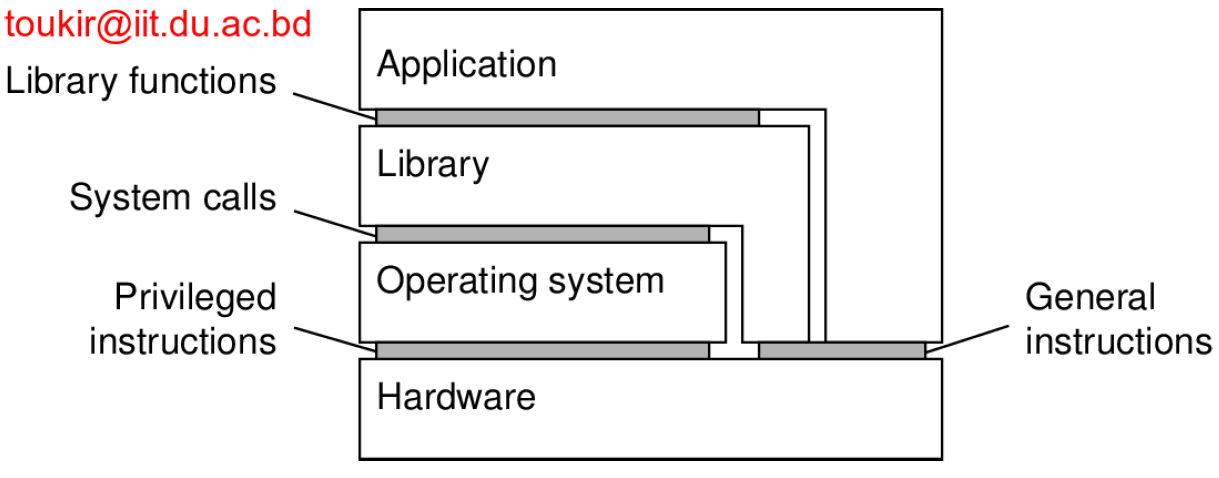 toukir@iit.du.ac.bd
Library functions
Application
Library
System calls
Operating system
Privileged
instructions
General
instructions
Hardware